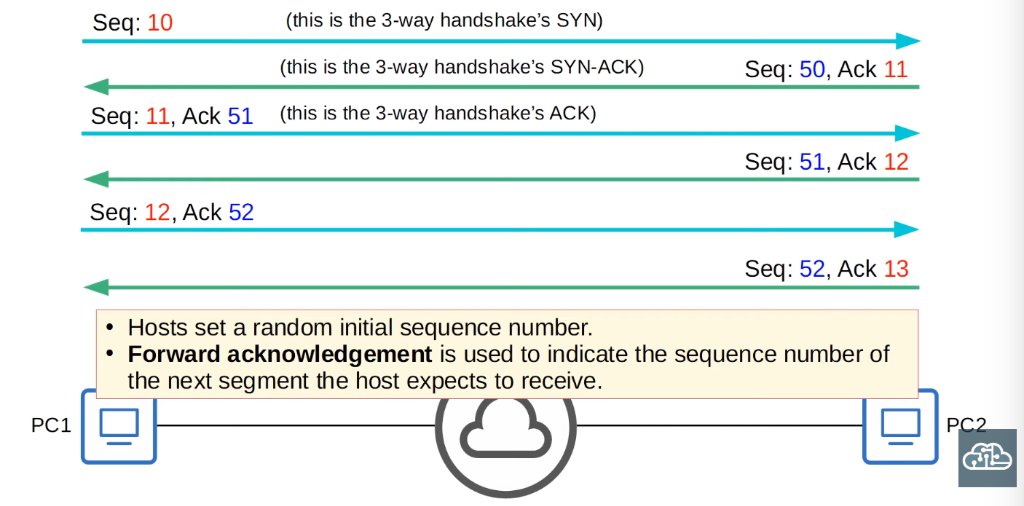 Seq: 10 (this is the 3-way handshake's SYN)
(this is the 3-way handshake's SYN-ACK) Seq: 50, Ack 11
Seq: 11, Ack 51 (this is the 3-way handshake's ACK)
Seq: 51, Ack 12
Seq: 12, Ack 52
Seq: 52, Ack 13
• Hosts set a random initial sequence number.
• Forward acknowledgement is used to indicate the sequence number of
the next segment the host expects to receive.
PC1
PC2